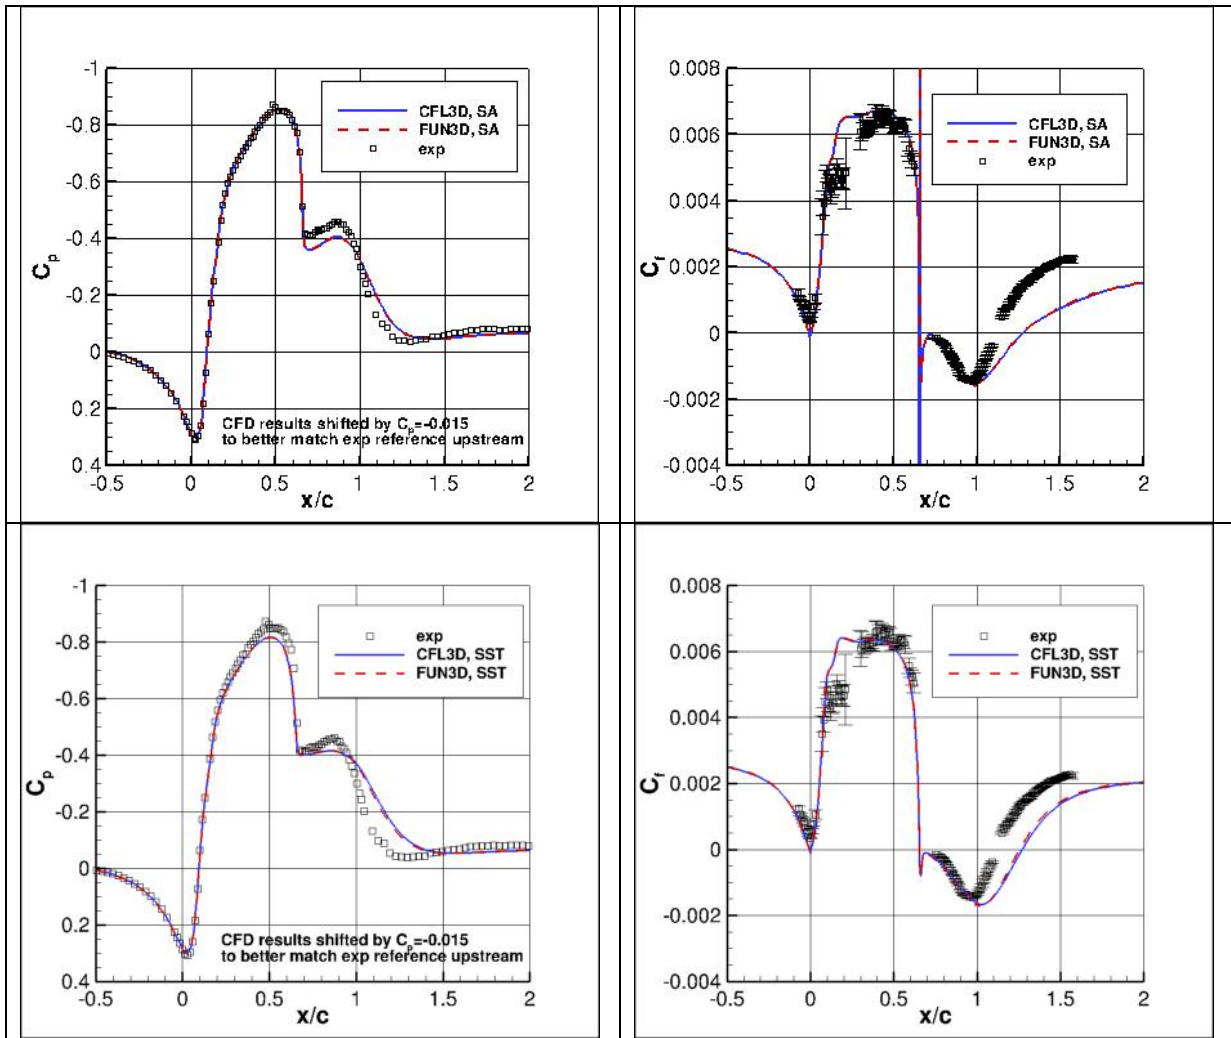 -1
-0.8
-0.6
-0.4
-0.2
0
0.2
0.4
Cp
CFL3D, SA
FUN3D, SA
exp
CFD results shifted by Cp=-0.015
to better match exp reference upstream
-0.5 0 0.5 1 1.5 2
x/c
0.008
0.006
0.004
0.002
0
-0.002
-0.004
Cf
CFL3D, SA
FUN3D, SA
exp
-0.5 0 0.5 1 1.5 2
x/c
-1
-0.8
-0.6
-0.4
-0.2
0
0.2
0.4
Cp
exp
CFL3D, SST
FUN3D, SST
CFD results shifted by Cp=-0.015
to better match exp reference upstream
-0.5 0 0.5 1 1.5 2
x/c
0.008
0.006
0.004
0.002
0
-0.002
-0.004
Cf
exp
CFL3D, SST
FUN3D, SST
-0.5 0 0.5 1 1.5 2
x/c